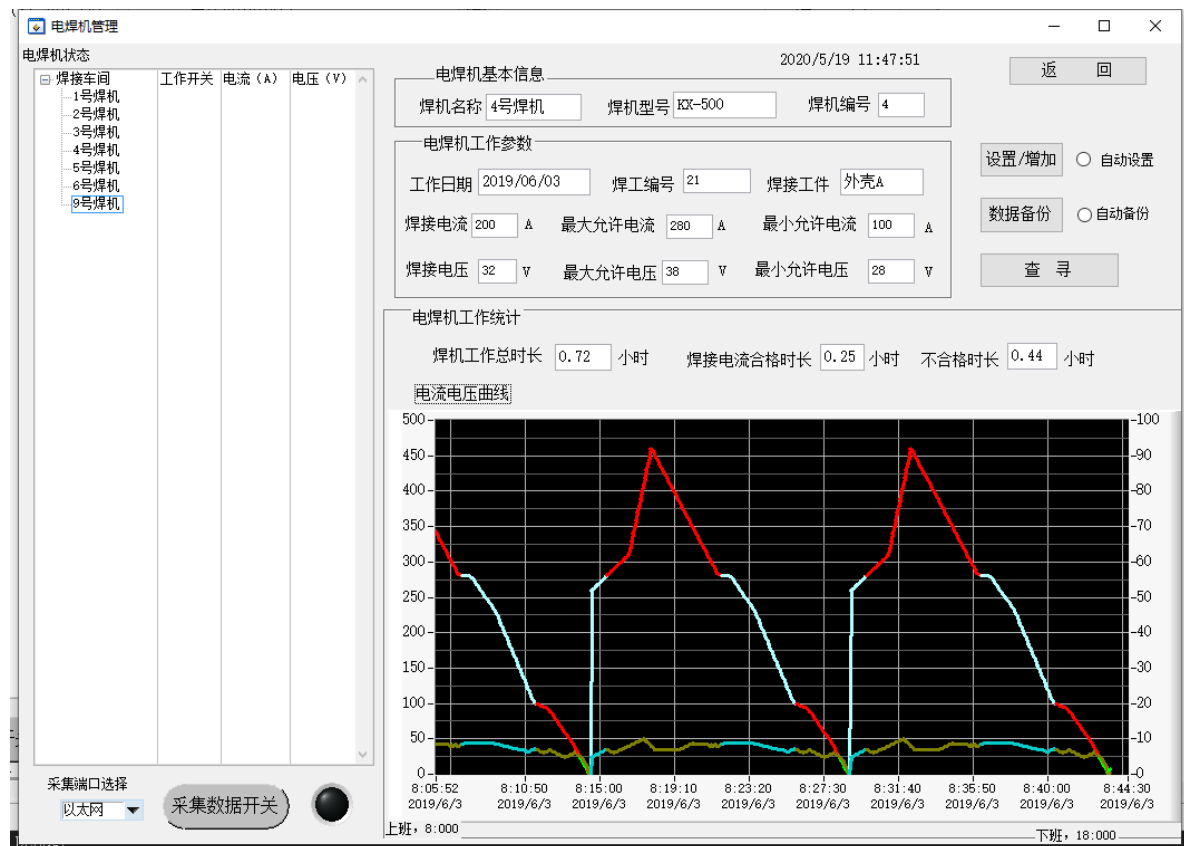 电焊机管理
电焊机状态
焊接车间 工作开关 电流(A) 电压(V)
1号焊机
2号焊机
3号焊机
4号焊机
5号焊机
6号焊机
9号焊机
采集端口选择
以太网
采集数据开关
2020/5/19 11:47:51
返 回
电焊机基本信息
焊机名称 4号焊机 焊机型号 KX-500 焊机编号 4
电焊机工作参数
工作日期 2019/06/03 焊工编号 21 焊接工件 外壳A
焊接电流 200 A 最大允许电流 280 A 最小允许电流 100 A
焊接电压 32 V 最大允许电压 38 V 最小允许电压 28 V
设置/增加 自动设置
数据备份 自动备份
查 寻
电焊机工作统计
焊机工作总时长 0.72 小时 焊接电流合格时长 0.25 小时 不合格时长 0.44 小时
电流电压曲线
500 100
450 90
400 80
350 70
300 60
250 50
200 40
150 30
100 20
50 10
0 0
8:05:52 8:10:50 8:15:00 8:19:10 8:23:20 8:27:30 8:31:40 8:35:50 8:40:00 8:44:30
2019/6/3 2019/6/3 2019/6/3 2019/6/3 2019/6/3 2019/6/3 2019/6/3 2019/6/3 2019/6/3 2019/6/3
上班，8:000
下班，18:000